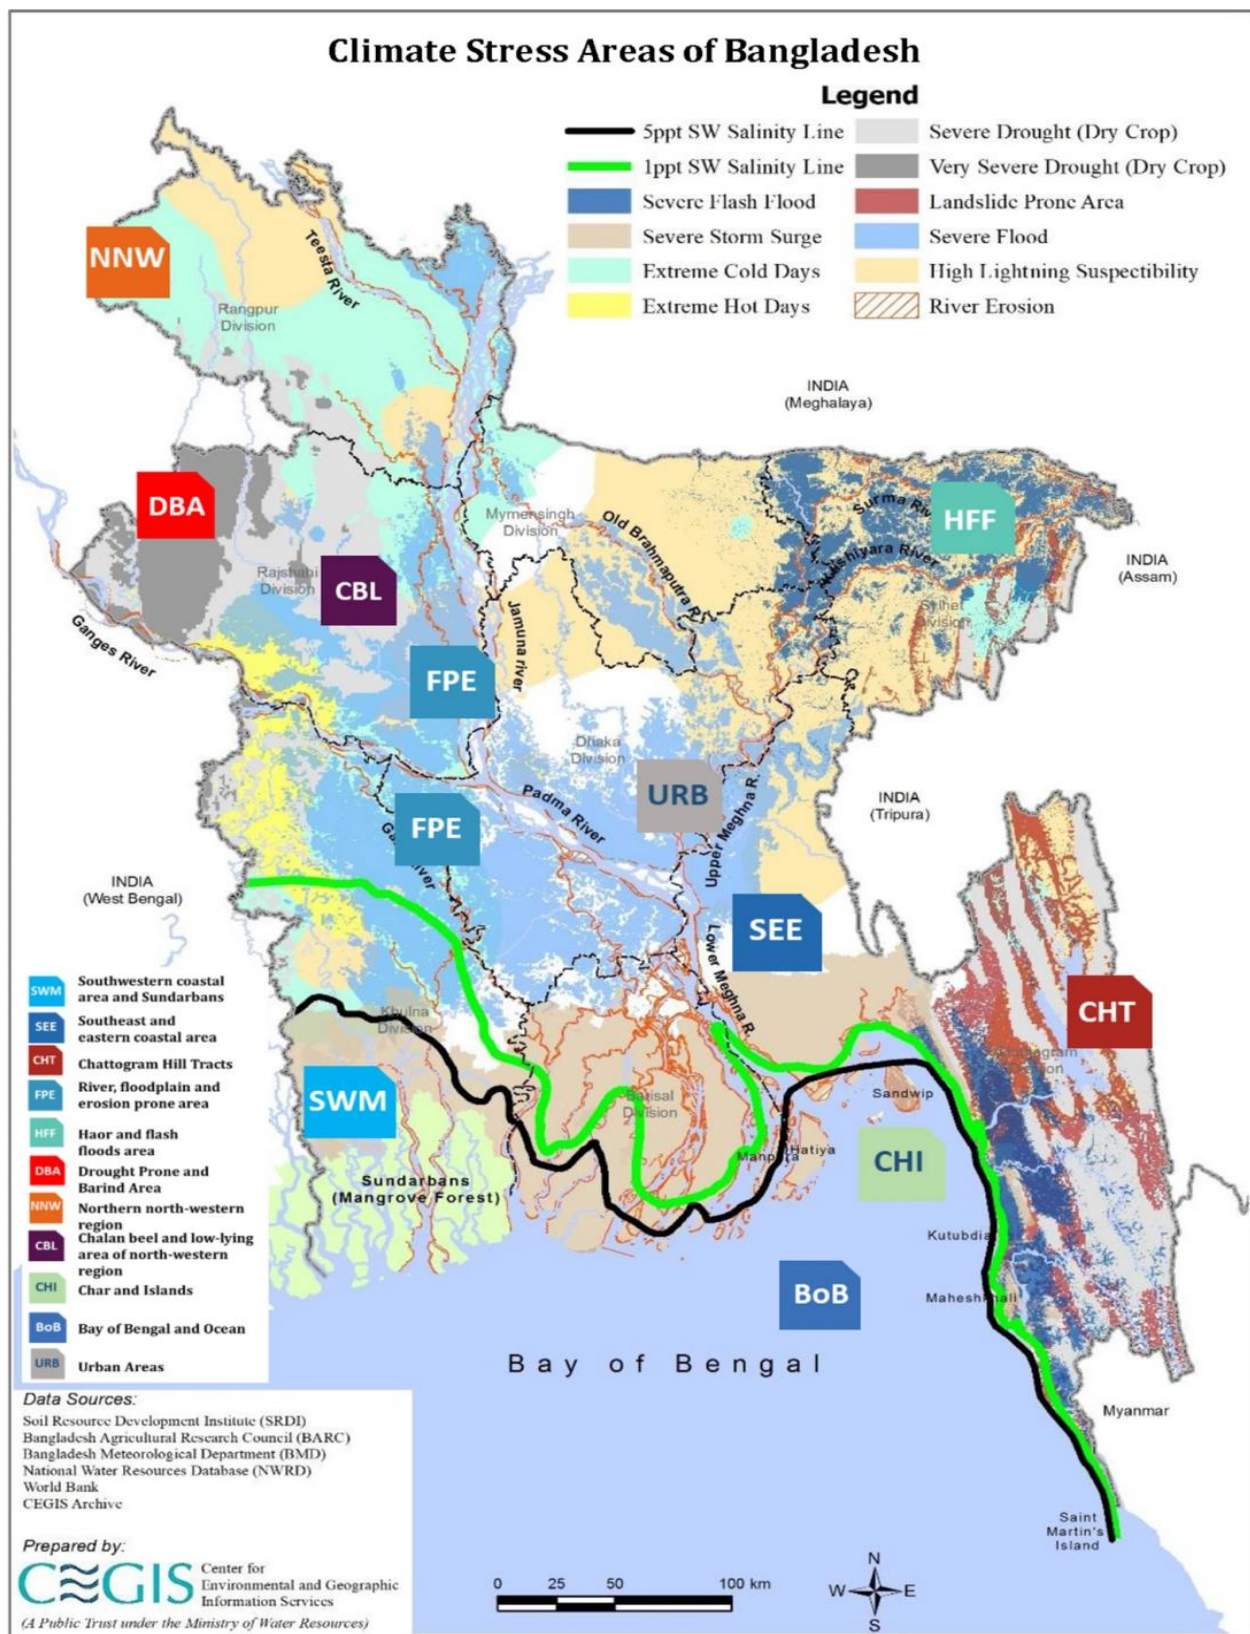 Climate Stress Areas of Bangladesh
Legend
5ppt SW Salinity Line
1ppt SW Salinity Line
Severe Flash Flood
Severe Storm Surge
Extreme Cold Days
Extreme Hot Days
Severe Drought (Dry Crop)
Very Severe Drought (Dry Crop)
Landslide Prone Area
Severe Flood
High Lightning Suspectibility
River Erosion
NNW
Teesta River
Rangpur
Division
INDIA
(Meghalaya)
DBA
Mymensingh
Division
Old Brahmaputra R.
Surma
HFF
Kushiyara River
INDIA
(Assam)
Rajshahi
Division
CBL
Sylhet
Division
Ganges River
Jamuna river
FPE
Dhaka
Division
URB
Padma River
Upper Meghna R.
INDIA
(Tripura)
FPE
INDIA
(West Bengal)
SEE
Lower Meghna R.
CHT
Khulna
Division
SWM
Barisal
Division
Sandwip
Manpura
Hatiya
CHI
Sundarbans
(Mangrove Forest)
Kutubdia
BoB
Maheshkhali
Bay of Bengal
Myanmar
Saint
Martin's
Island
SWM
Southwestern coastal
area and Sundarbans
SEE
Southeast and
eastern coastal area
CHT
Chattogram Hill Tracts
FPE
River, floodplain and
erosion prone area
HFF
Haor and flash
floods area
DBA
Drought Prone and
Barind Area
NNW
Northern north-western
region
CBL
Chalan beel and low-lying
area of north-western
region
CHI
Char and Islands
BoB
Bay of Bengal and Ocean
URB
Urban Areas
Data Sources:
Soil Resource Development Institute (SRDI)
Bangladesh Agricultural Research Council (BARC)
Bangladesh Meteorological Department (BMD)
National Water Resources Database (NWRD)
World Bank
CEGIS Archive
Prepared by:
CEGIS
Center for
Environmental and Geographic
Information Services
(A Public Trust under the Ministry of Water Resources)
0 25 50 100 km
N
W E
S